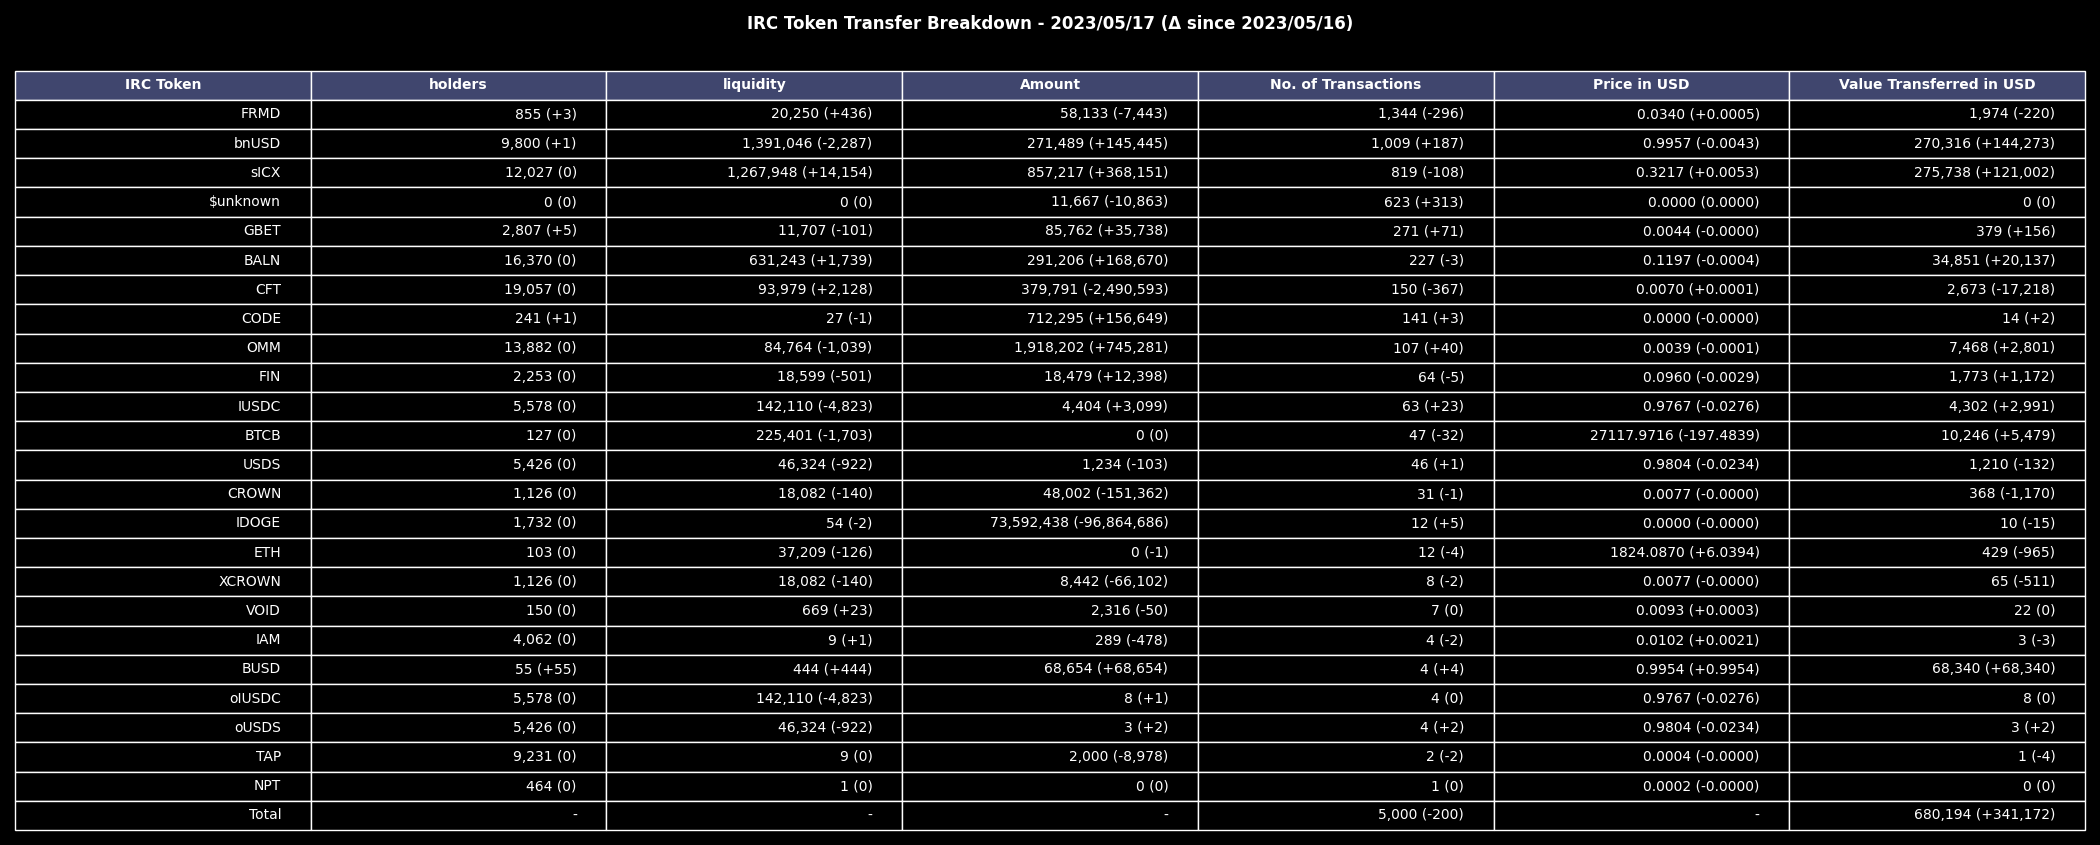 IRC Token Transfer Breakdown - 2023/05/17 (Δ since 2023/05/16)
IRC Token holders liquidity Amount No. of Transactions Price in USD Value Transferred in USD
FRMD 855 (+3) 20,250 (+436) 58,133 (-7,443) 1,344 (-296) 0.0340 (+0.0005) 1,974 (-220)
bnUSD 9,800 (+1) 1,391,046 (-2,287) 271,489 (+145,445) 1,009 (+187) 0.9957 (-0.0043) 270,316 (+144,273)
sICX 12,027 (0) 1,267,948 (+14,154) 857,217 (+368,151) 819 (-108) 0.3217 (+0.0053) 275,738 (+121,002)
$unknown 0 (0) 0 (0) 11,667 (-10,863) 623 (+313) 0.0000 (0.0000) 0 (0)
GBET 2,807 (+5) 11,707 (-101) 85,762 (+35,738) 271 (+71) 0.0044 (-0.0000) 379 (+156)
BALN 16,370 (0) 631,243 (+1,739) 291,206 (+168,670) 227 (-3) 0.1197 (-0.0004) 34,851 (+20,137)
CFT 19,057 (0) 93,979 (+2,128) 379,791 (-2,490,593) 150 (-367) 0.0070 (+0.0001) 2,673 (-17,218)
CODE 241 (+1) 27 (-1) 712,295 (+156,649) 141 (+3) 0.0000 (-0.0000) 14 (+2)
OMM 13,882 (0) 84,764 (-1,039) 1,918,202 (+745,281) 107 (+40) 0.0039 (-0.0001) 7,468 (+2,801)
FIN 2,253 (0) 18,599 (-501) 18,479 (+12,398) 64 (-5) 0.0960 (-0.0029) 1,773 (+1,172)
IUSDC 5,578 (0) 142,110 (-4,823) 4,404 (+3,099) 63 (+23) 0.9767 (-0.0276) 4,302 (+2,991)
BTCB 127 (0) 225,401 (-1,703) 0 (0) 47 (-32) 27117.9716 (-197.4839) 10,246 (+5,479)
USDS 5,426 (0) 46,324 (-922) 1,234 (-103) 46 (+1) 0.9804 (-0.0234) 1,210 (-132)
CROWN 1,126 (0) 18,082 (-140) 48,002 (-151,362) 31 (-1) 0.0077 (-0.0000) 368 (-1,170)
IDOGE 1,732 (0) 54 (-2) 73,592,438 (-96,864,686) 12 (+5) 0.0000 (-0.0000) 10 (-15)
ETH 103 (0) 37,209 (-126) 0 (-1) 12 (-4) 1824.0870 (+6.0394) 429 (-965)
XCROWN 1,126 (0) 18,082 (-140) 8,442 (-66,102) 8 (-2) 0.0077 (-0.0000) 65 (-511)
VOID 150 (0) 669 (+23) 2,316 (-50) 7 (0) 0.0093 (+0.0003) 22 (0)
IAM 4,062 (0) 9 (+1) 289 (-478) 4 (-2) 0.0102 (+0.0021) 3 (-3)
BUSD 55 (+55) 444 (+444) 68,654 (+68,654) 4 (+4) 0.9954 (+0.9954) 68,340 (+68,340)
oIUSDC 5,578 (0) 142,110 (-4,823) 8 (+1) 4 (0) 0.9767 (-0.0276) 8 (0)
oUSDS 5,426 (0) 46,324 (-922) 3 (+2) 4 (+2) 0.9804 (-0.0234) 3 (+2)
TAP 9,231 (0) 9 (0) 2,000 (-8,978) 2 (-2) 0.0004 (-0.0000) 1 (-4)
NPT 464 (0) 1 (0) 0 (0) 1 (0) 0.0002 (-0.0000) 0 (0)
Total - - - 5,000 (-200) - 680,194 (+341,172)